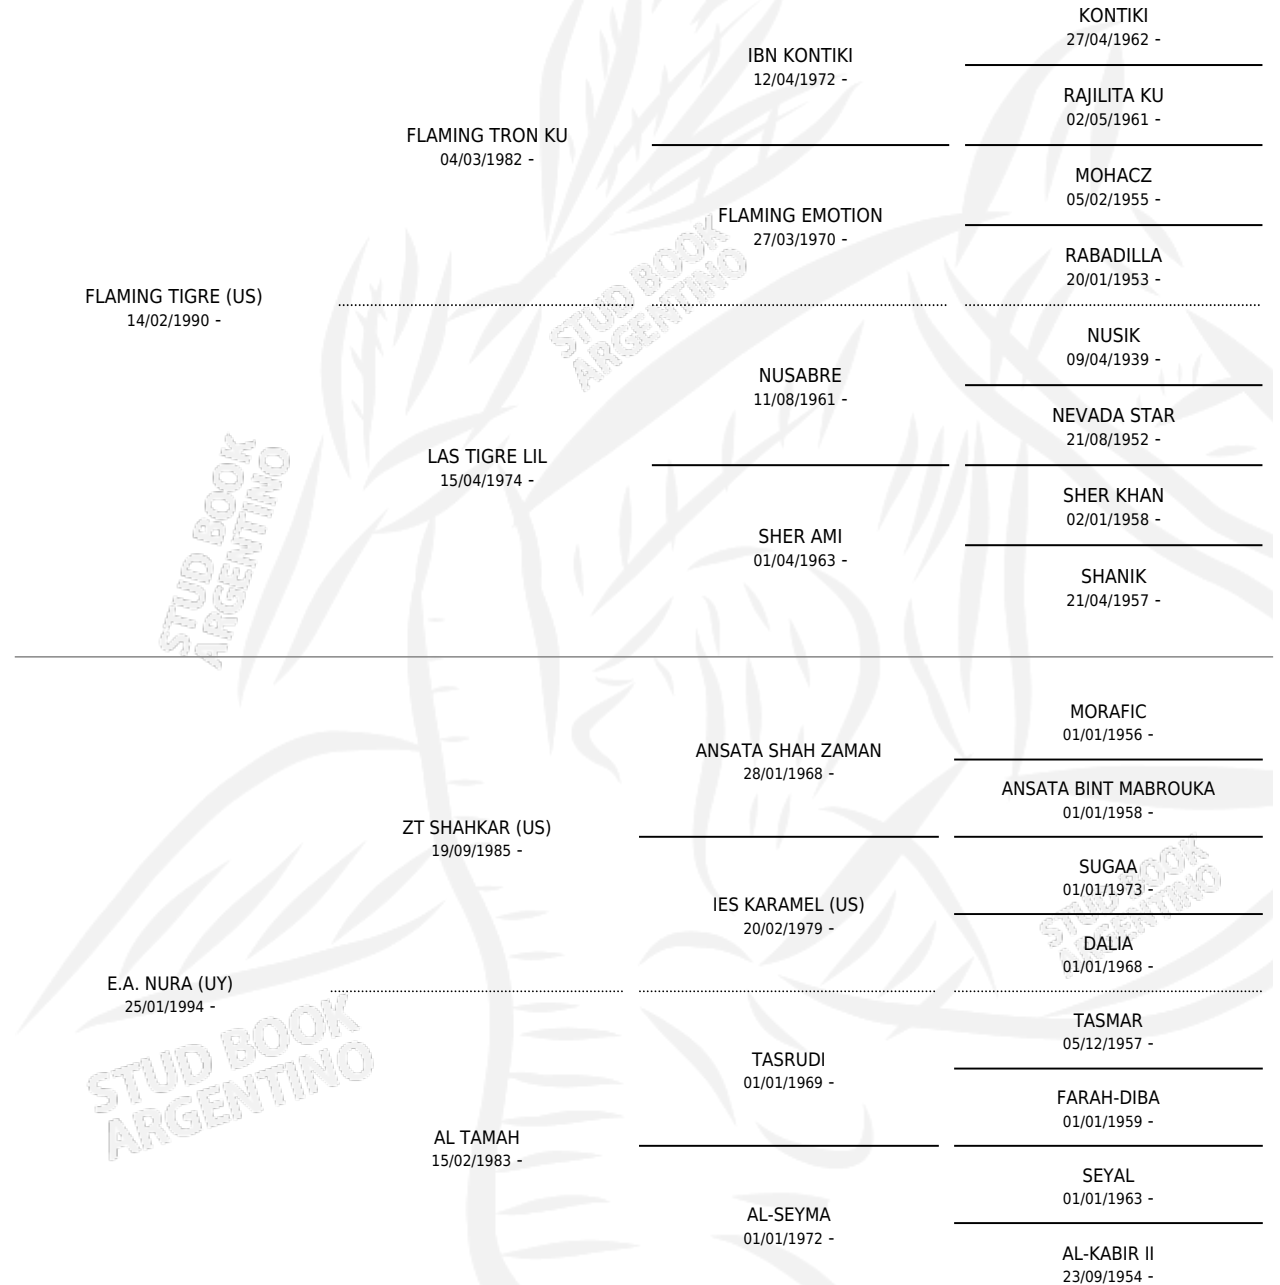 KONTIKI
27/04/1962 -
IBN KONTIKI
12/04/1972 -
RAJILITA KU
02/05/1961 -
FLAMING TRON KU
04/03/1982 -
MOHACZ
05/02/1955 -
FLAMING EMOTION
27/03/1970 -
RABADILLA
20/01/1953 -
FLAMING TIGRE (US)
14/02/1990 -
STUD BOOK
ARGENTINO
NUSIK
09/04/1939 -
NUSABRE
11/08/1961 -
NEVADA STAR
21/08/1952 -
LAS TIGRE LIL
15/04/1974 -
SHER KHAN
02/01/1958 -
SHER AMI
01/04/1963 -
SHANIK
21/04/1957 -
STUD BOOK
ARGENTINO
MORAFIC
01/01/1956 -
ANSATA SHAH ZAMAN
28/01/1968 -
ANSATA BINT MABROUKA
01/01/1958 -
ZT SHAHKAR (US)
19/09/1985 -
SUGAA
01/01/1973 -
IES KARAMEL (US)
20/02/1979 -
STUD BOOK
ARGENTINO
DALIA
01/01/1968 -
E.A. NURA (UY)
25/01/1994 -
STUD BOOK
ARGENTINO
TASMAR
05/12/1957 -
TASRUDI
01/01/1969 -
FARAH-DIBA
01/01/1959 -
AL TAMAH
15/02/1983 -
SEYAL
01/01/1963 -
AL-SEYMA
01/01/1972 -
AL-KABIR II
23/09/1954 -